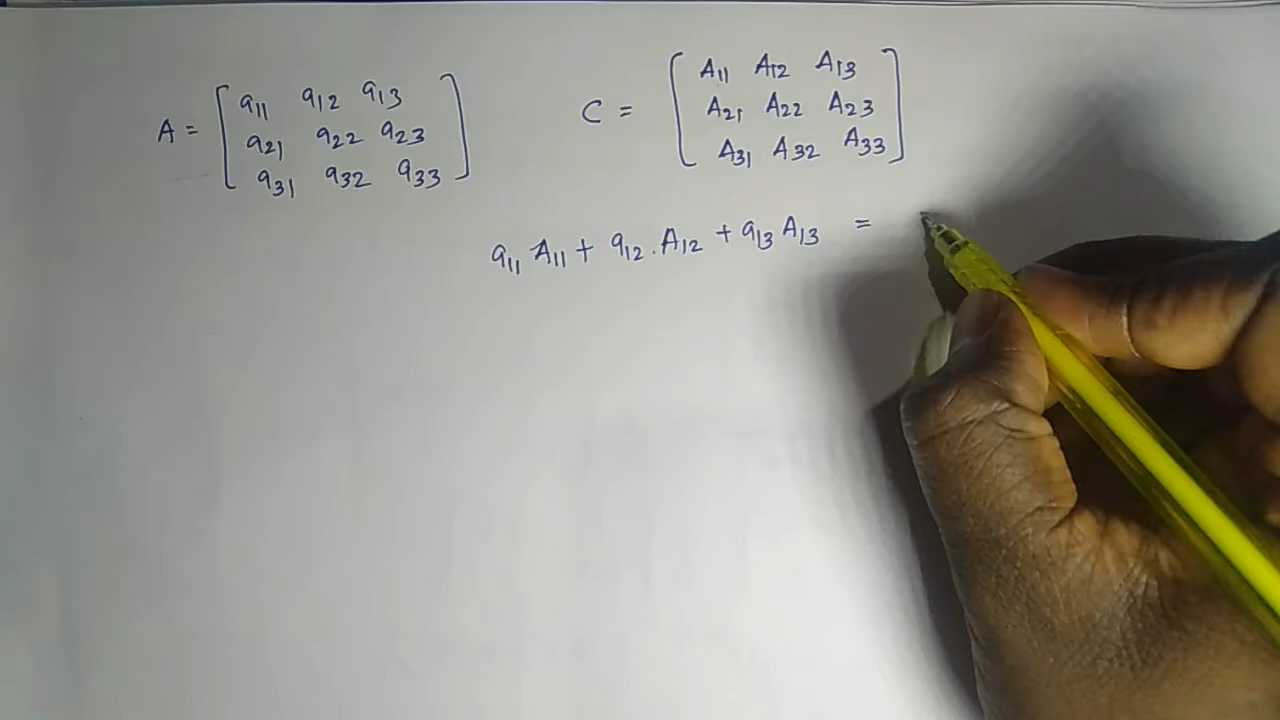 A = [ a11 a12 a13
a21 a22 a23
a31 a32 a33 ]
C = [ A11 A12 A13
A21 A22 A23
A31 A32 A33 ]
a11 A11 + a12 . A12 + a13 A13 =